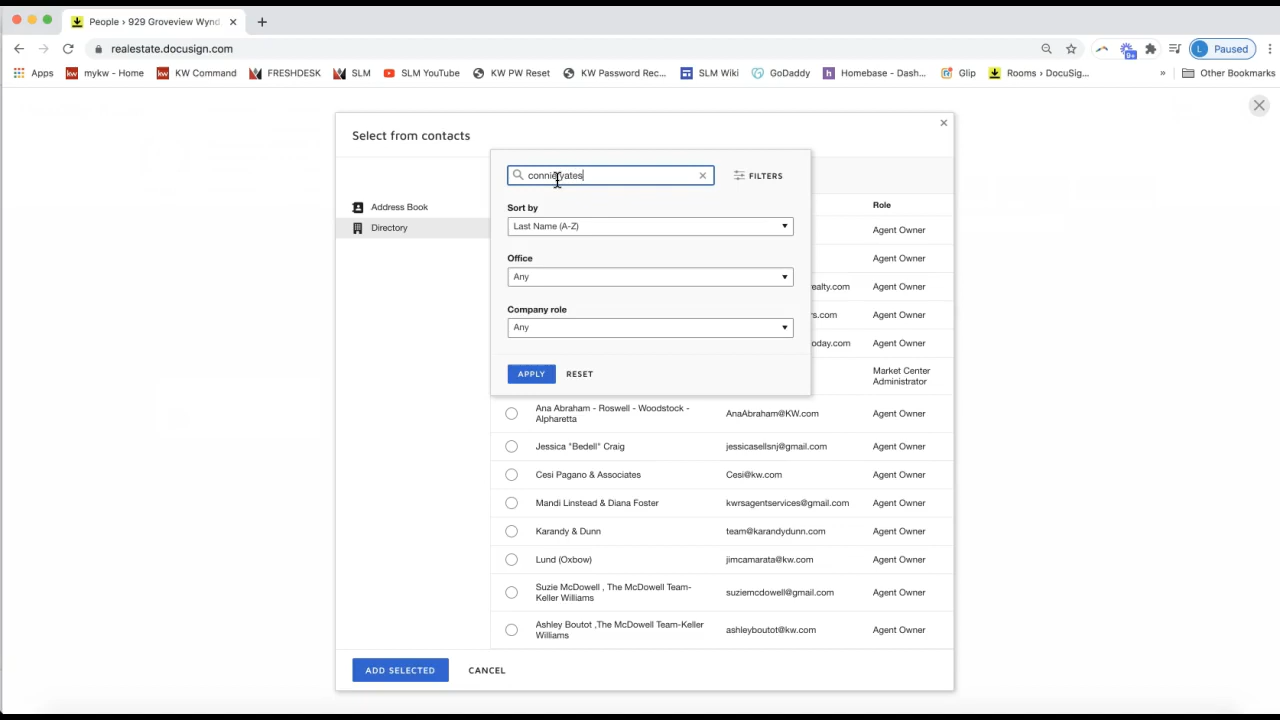 People › 929 Groveview Wynd
realestate.docusign.com
L Paused
Apps kw mykw - Home kw KW Command FRESHDESK SLM SLM YouTube KW PW Reset KW Password Rec... SLM Wiki GoDaddy h Homebase - Dash... Glip Rooms › DocuSig... » Other Bookmarks
9+
Select from contacts
FILTERS
Address Book
Directory
Sort by
Last Name (A-Z)
Office
Any
Company role
Any
APPLY RESET
Role
Agent Owner
Agent Owner
ealty.com Agent Owner
rs.com Agent Owner
oday.com Agent Owner
Market Center
Administrator
Ana Abraham - Roswell - Woodstock -
Alpharetta AnaAbraham@KW.com Agent Owner
Jessica "Bedell" Craig jessicasellsnj@gmail.com Agent Owner
Cesi Pagano & Associates Cesi@kw.com Agent Owner
Mandi Linstead & Diana Foster kwrsagentservices@gmail.com Agent Owner
Karandy & Dunn team@karandydunn.com Agent Owner
Lund (Oxbow) jimcamarata@kw.com Agent Owner
Suzie McDowell , The McDowell Team-
Keller Williams suziemcdowell@gmail.com Agent Owner
Ashley Boutot ,The McDowell Team-Keller
Williams ashleyboutot@kw.com Agent Owner
ADD SELECTED CANCEL